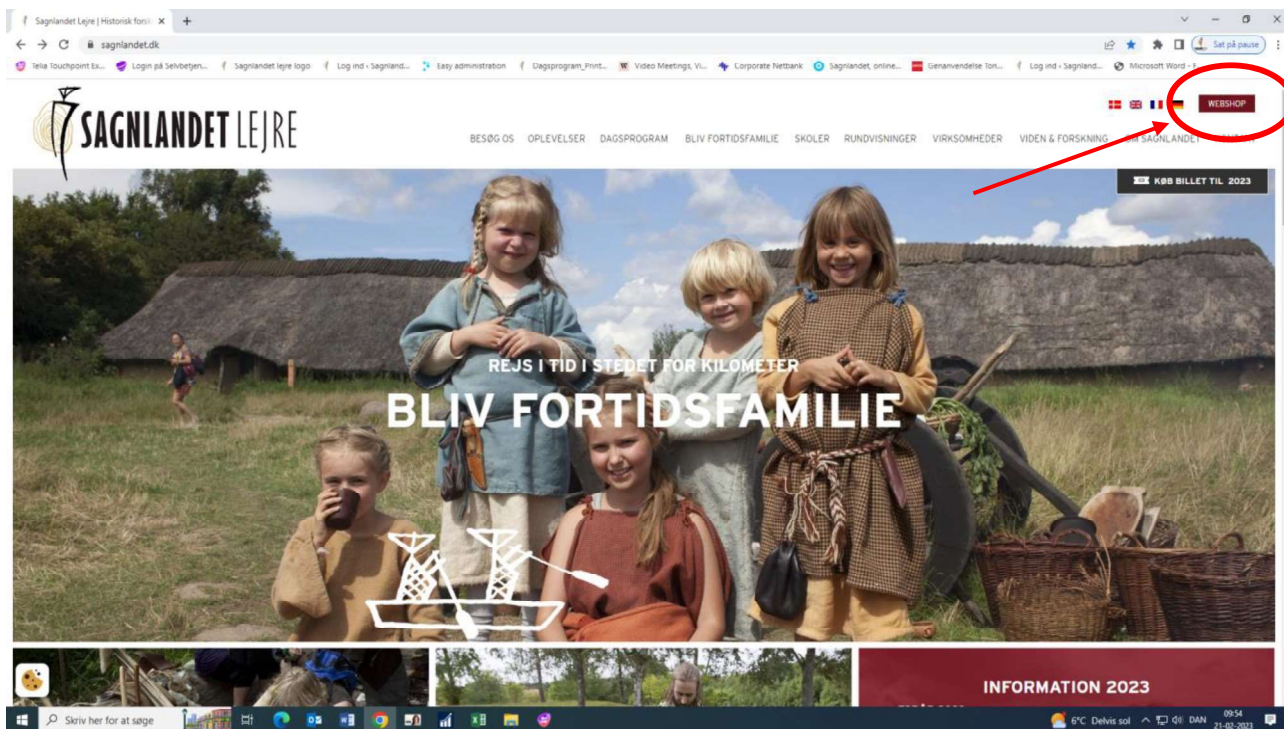 Sagnlandet Lejre | Historisk forsk
sagnlandet.dk
Sat på pause
Telia Touchpoint Ex...
Login på Selvbetjen...
Sagnlandet lejre logo
Log ind ‹ Sagnland...
Easy administration
Dagsprogram_Print...
Video Meetings, Vi...
Corporate Netbank
Sagnlandet, online...
Genanvendelse Ton...
Log ind ‹ Sagnland...
Microsoft Word - F...
WEBSHOP
SAGNLANDET LEJRE
BESØG OS
OPLEVELSER
DAGSPROGRAM
BLIV FORTIDSFAMILIE
SKOLER
RUNDVISNINGER
VIRKSOMHEDER
VIDEN & FORSKNING
OM SAGNLANDET
KØB BILLET TIL 2023
REJS I TID I STEDET FOR KILOMETER
BLIV FORTIDSFAMILIE
INFORMATION 2023
Skriv her for at søge
6°C Delvis sol
DAN
09:54
21-02-2023